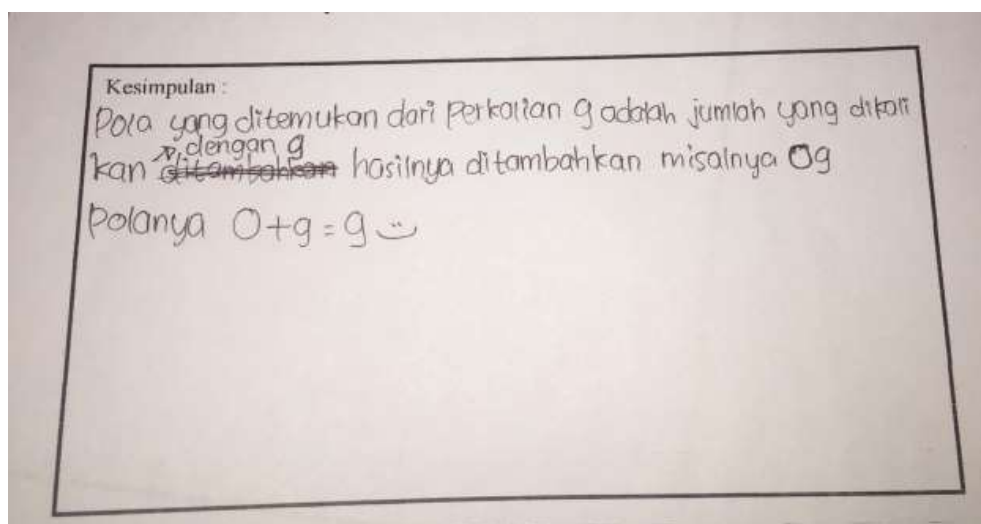 Kesimpulan :
Pola yang ditemukan dari Perkalian 9 adalah jumlah yang dikali
kan ditambahkan dengan 9 hasilnya ditambahkan misalnya 09
Polanya 0+9=9